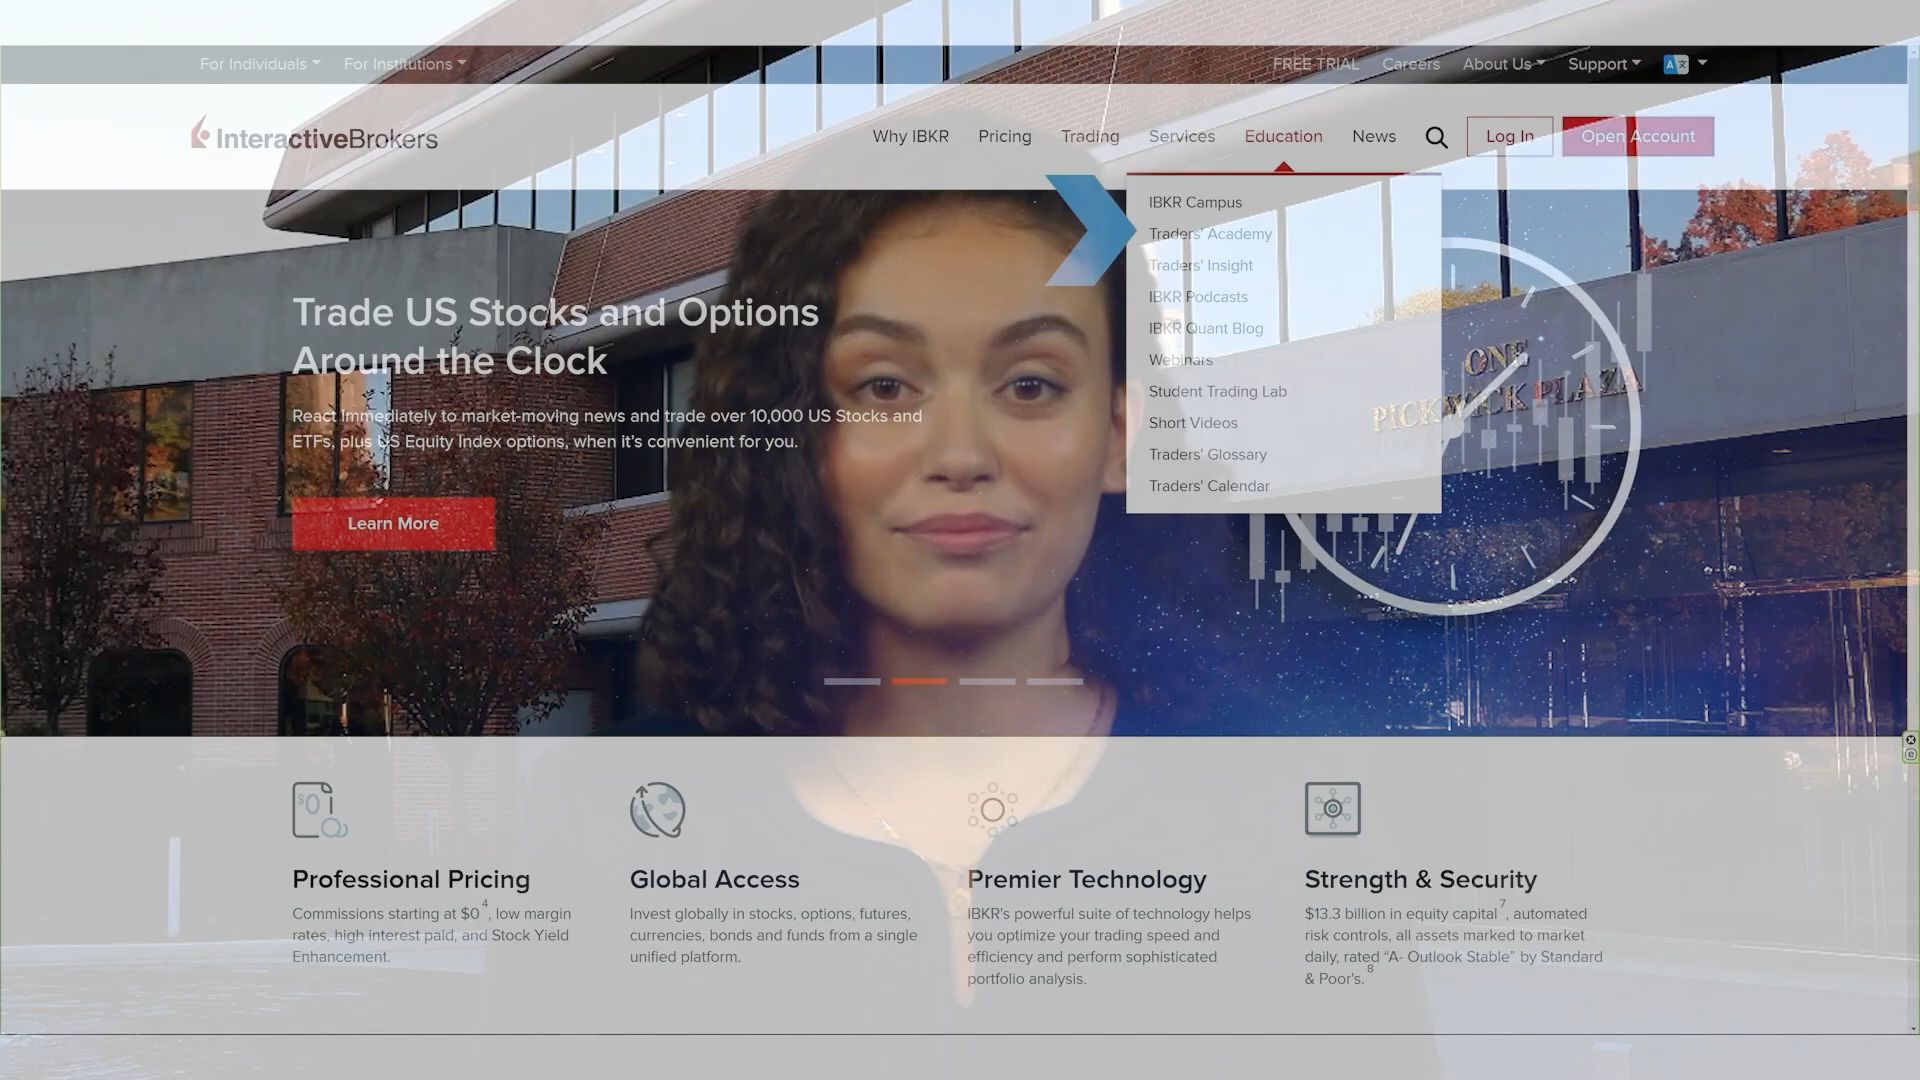 For Individuals
For Institutions
FREE TRIAL
Careers
About Us
Support
InteractiveBrokers
Why IBKR
Pricing
Trading
Services
Education
News
Log In
Open Account
IBKR Campus
Traders' Academy
Traders' Insight
IBKR Podcasts
IBKR Quant Blog
Webinars
Student Trading Lab
Short Videos
Traders' Glossary
Traders' Calendar
Trade US Stocks and Options
Around the Clock
React immediately to market-moving news and trade over 10,000 US Stocks and
ETFs, plus US Equity Index options, when it's convenient for you.
Learn More
ONE
PICKWICK PLAZA
Professional Pricing
Commissions starting at $0 4, low margin
rates, high interest paid, and Stock Yield
Enhancement.
Global Access
Invest globally in stocks, options, futures,
currencies, bonds and funds from a single
unified platform.
Premier Technology
IBKR's powerful suite of technology helps
you optimize your trading speed and
efficiency and perform sophisticated
portfolio analysis.
Strength & Security
$13.3 billion in equity capital 7, automated
risk controls, all assets marked to market
daily, rated “A- Outlook Stable” by Standard
& Poor's. 8